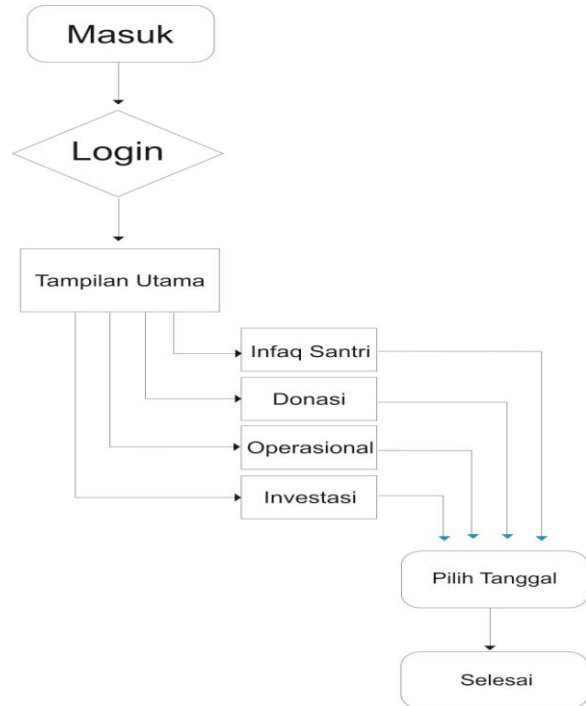 Masuk
Login
Tampilan Utama
Infaq Santri
Donasi
Operasional
Investasi
Pilih Tanggal
Selesai